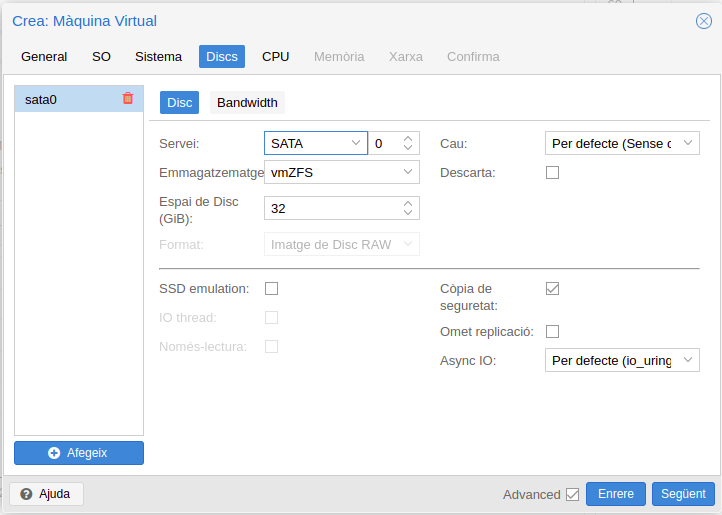 Crea: Màquina Virtual
General SO Sistema Discs CPU Memòria Xarxa Confirma
sata0
Disc Bandwidth
Servei: SATA 0 Cau: Per defecte (Sense c
Emmagatzematge vmZFS Descarta:
Espai de Disc
(GiB): 32
Format: Imatge de Disc RAW
SSD emulation: Còpia de
seguretat:
IO thread:
Omet replicació:
Només-lectura:
Async IO: Per defecte (io_uring
Afegeix
Ajuda Advanced Enrere Següent